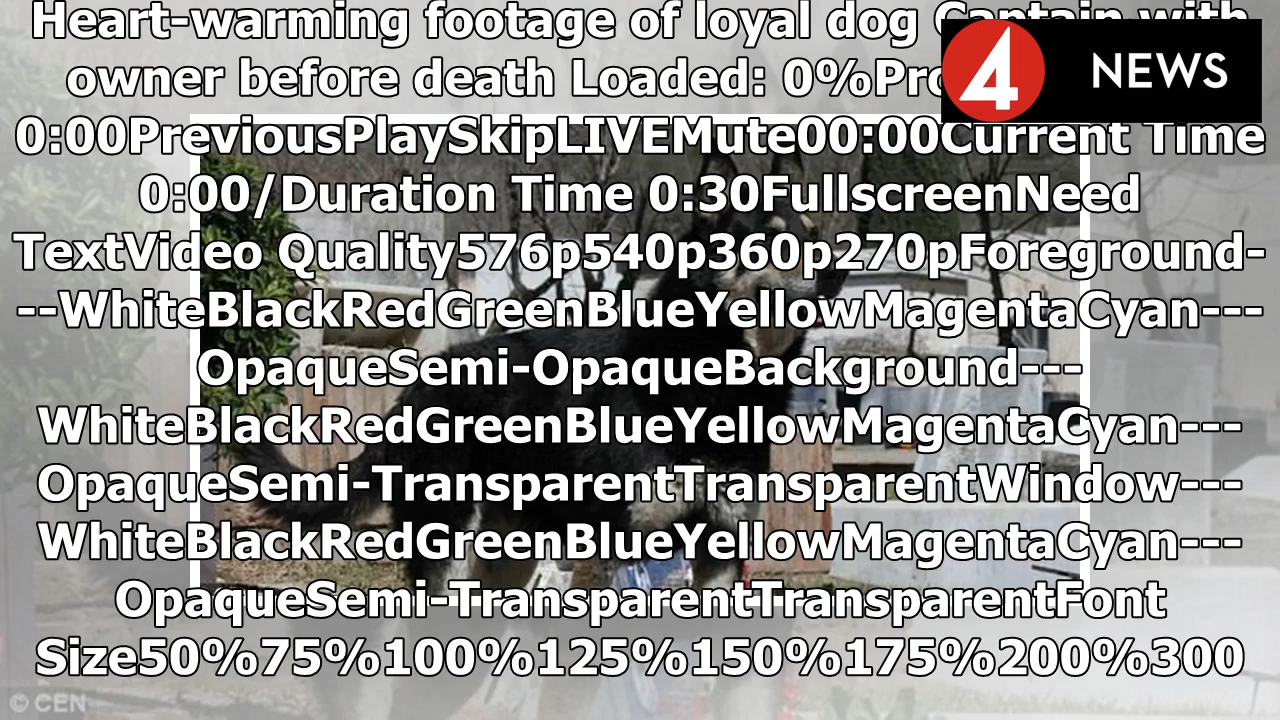 Heart-warming footage of loyal dog Captain with
owner before death Loaded: 0%Pro
0:00PreviousPlaySkipLIVEMute00:00Current Time
0:00/Duration Time 0:30FullscreenNeed
TextVideo Quality576p540p360p270pForeground-
--WhiteBlackRedGreenBlueYellowMagentaCyan---
OpaqueSemi-OpaqueBackground---
WhiteBlackRedGreenBlueYellowMagentaCyan---
OpaqueSemi-TransparentTransparentWindow---
WhiteBlackRedGreenBlueYellowMagentaCyan---
OpaqueSemi-TransparentTransparentFont
Size50%75%100%125%150%175%200%300
4 NEWS
© CEN